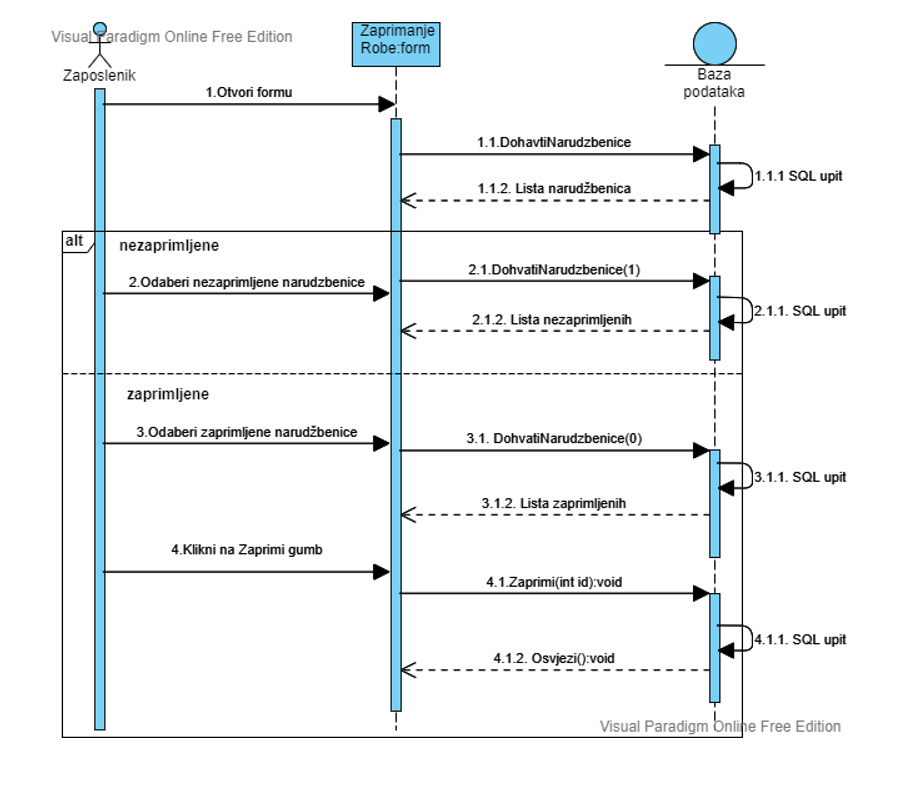 Visual Paradigm Online Free Edition
Zaposlenik
Zaprimanje
Robe:form
Baza
podataka
1.Otvori formu
1.1.DohavtiNarudzbenice
1.1.1 SQL upit
1.1.2. Lista narudžbenica
alt
nezaprimljene
2.Odaberi nezaprimljene narudzbenice
2.1.DohvatiNarudzbenice(1)
2.1.1. SQL upit
2.1.2. Lista nezaprimljenih
zaprimljene
3.Odaberi zaprimljene narudžbenice
3.1. DohvatiNarudzbenice(0)
3.1.1. SQL upit
3.1.2. Lista zaprimljenih
4.Klikni na Zaprimi gumb
4.1.Zaprimi(int id):void
4.1.1. SQL upit
4.1.2. Osvjezi():void
Visual Paradigm Online Free Edition